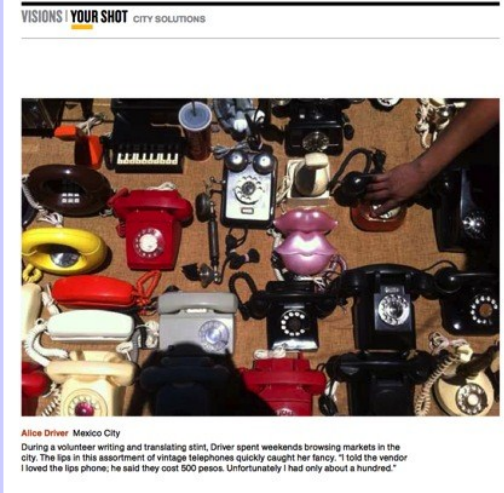 VISIONS | YOUR SHOT CITY SOLUTIONS
Alice Driver Mexico City
During a volunteer writing and translating stint, Driver spent weekends browsing markets in the
city. The lips in this assortment of vintage telephones quickly caught her fancy. "I told the vendor
I loved the lips phone; he said they cost 500 pesos. Unfortunately I had only about a hundred."